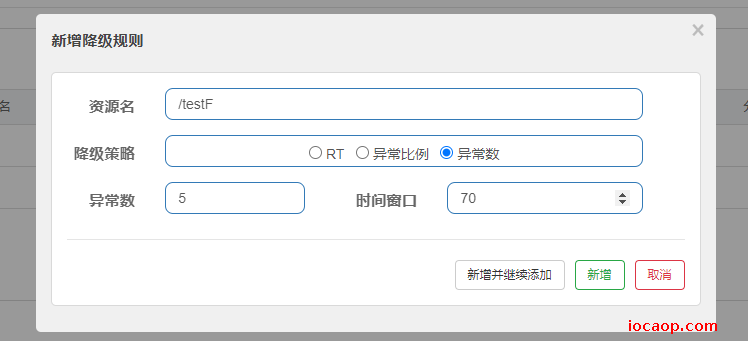 新增降级规则 ×
名
资源名 /testF
降级策略 RT 异常比例 异常数
异常数 5 时间窗口 70
新增并继续添加 新增 取消
iocaop.com